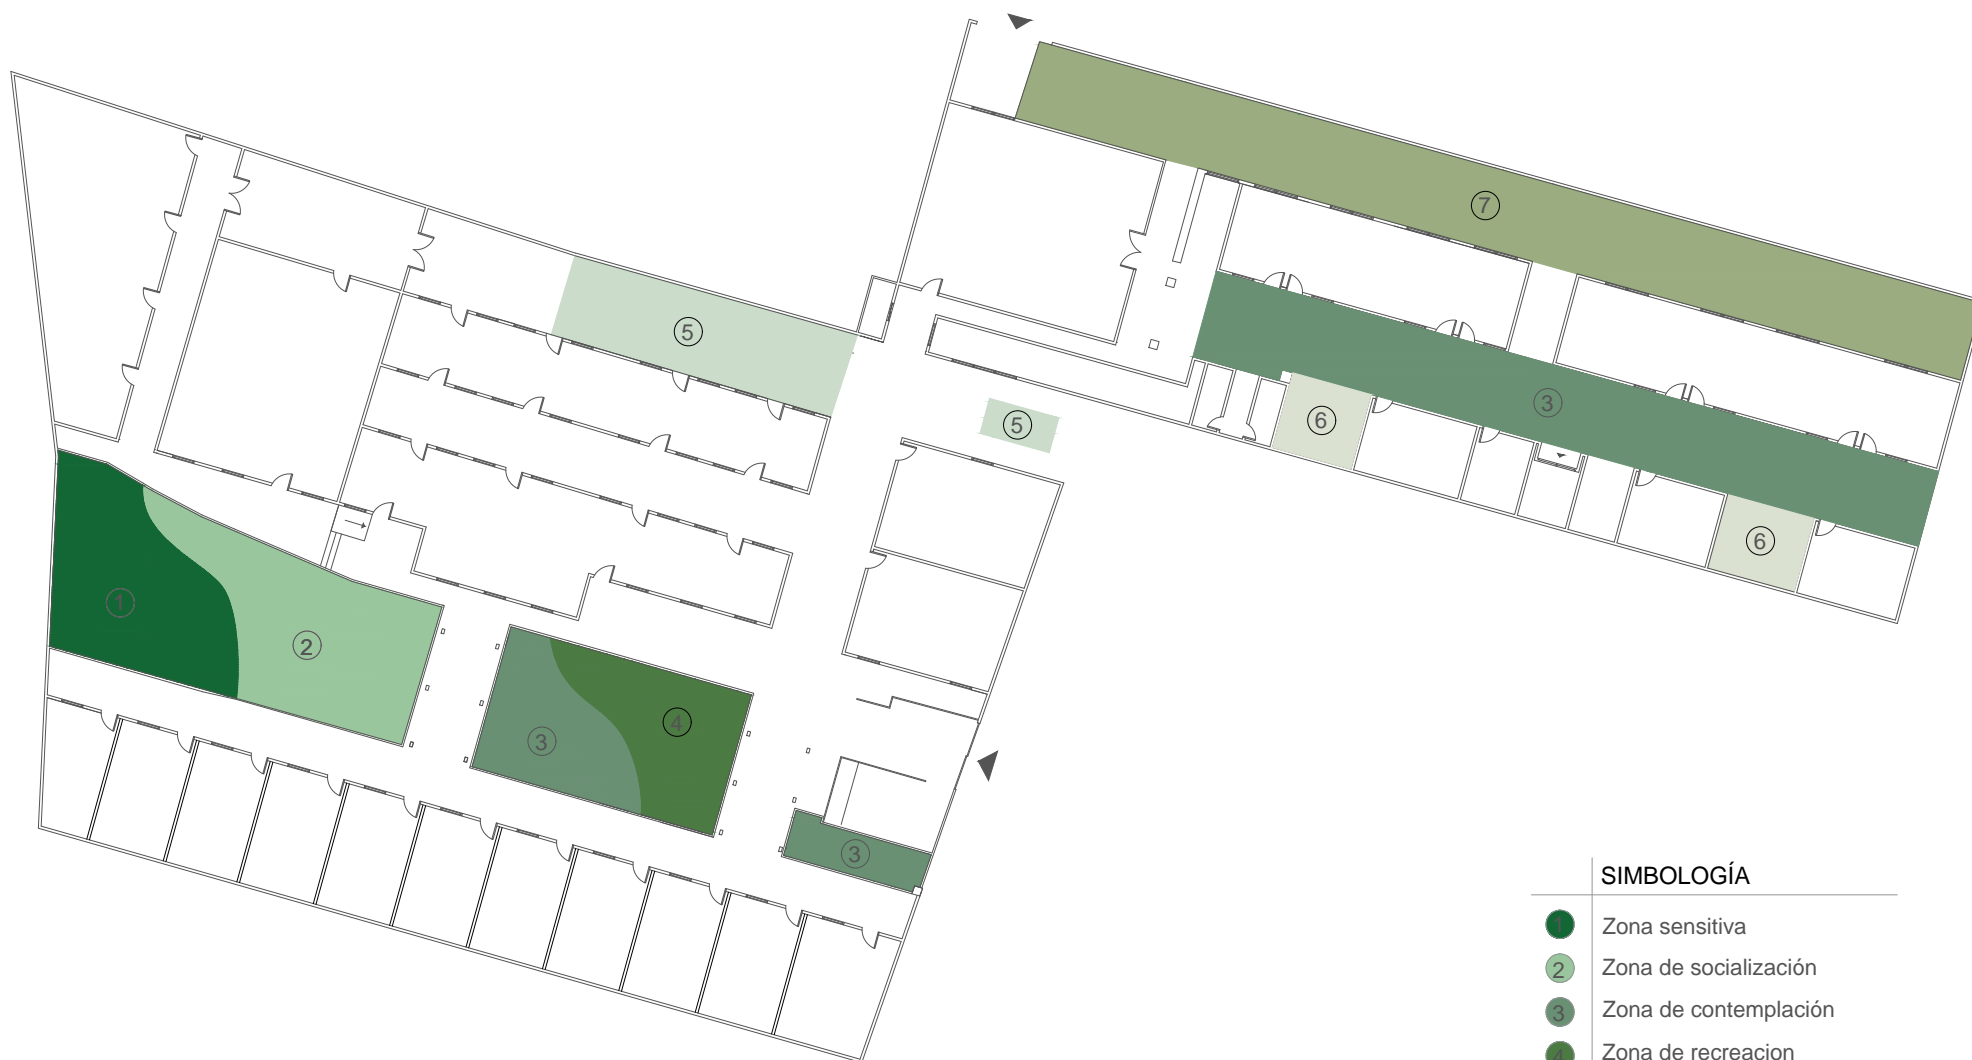 7
5
5
3
6
6
1
2
3
4
3
SIMBOLOGÍA
1 Zona sensitiva
2 Zona de socialización
3 Zona de contemplación
4 Zona de recreacion